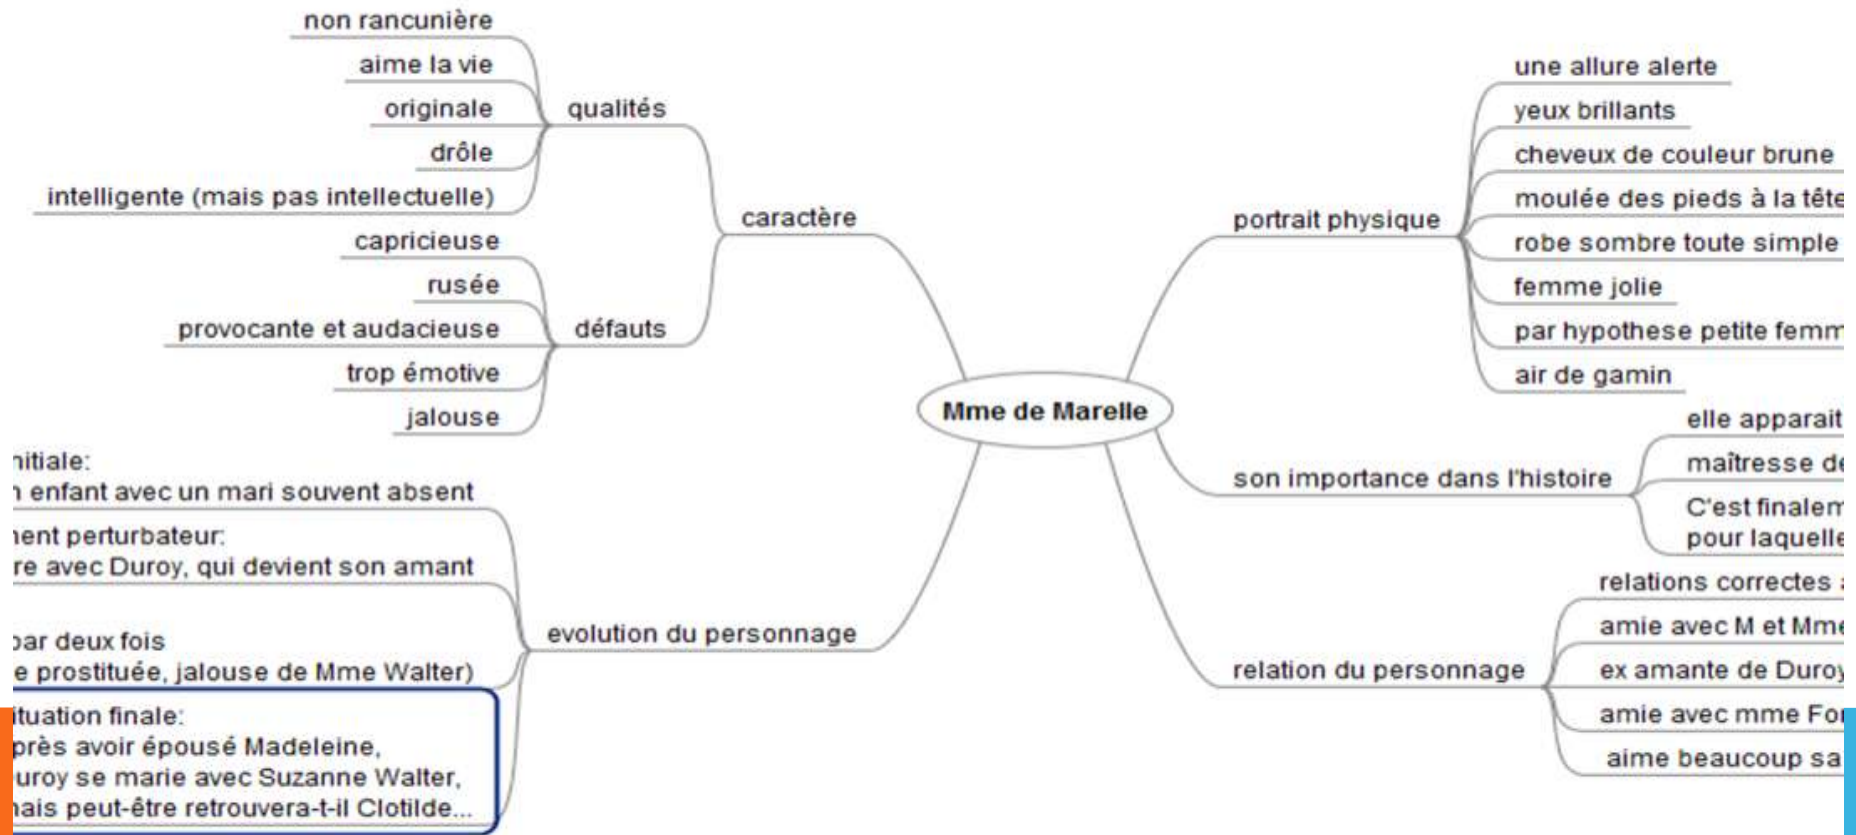 non rancunière
aime la vie
originale
drôle
intelligente (mais pas intellectuelle)
qualités
capricieuse
rusée
provocante et audacieuse
trop émotive
jalouse
défauts
caractère
Mme de Marelle
portrait physique
une allure alerte
yeux brillants
cheveux de couleur brune
moulée des pieds à la tête
robe sombre toute simple
femme jolie
par hypothese petite femm
air de gamin
son importance dans l'histoire
elle apparait
maîtresse de
C'est finalem
pour laquelle
relation du personnage
relations correctes
amie avec M et Mme
ex amante de Duroy
amie avec mme For
aime beaucoup sa
evolution du personnage
nitiale:
enfant avec un mari souvent absent
ment perturbateur:
re avec Duroy, qui devient son amant
par deux fois
e prostituée, jalouse de Mme Walter)
ituation finale:
près avoir épousé Madeleine,
uroy se marie avec Suzanne Walter,
mais peut-être retrouvera-t-il Clotilde...